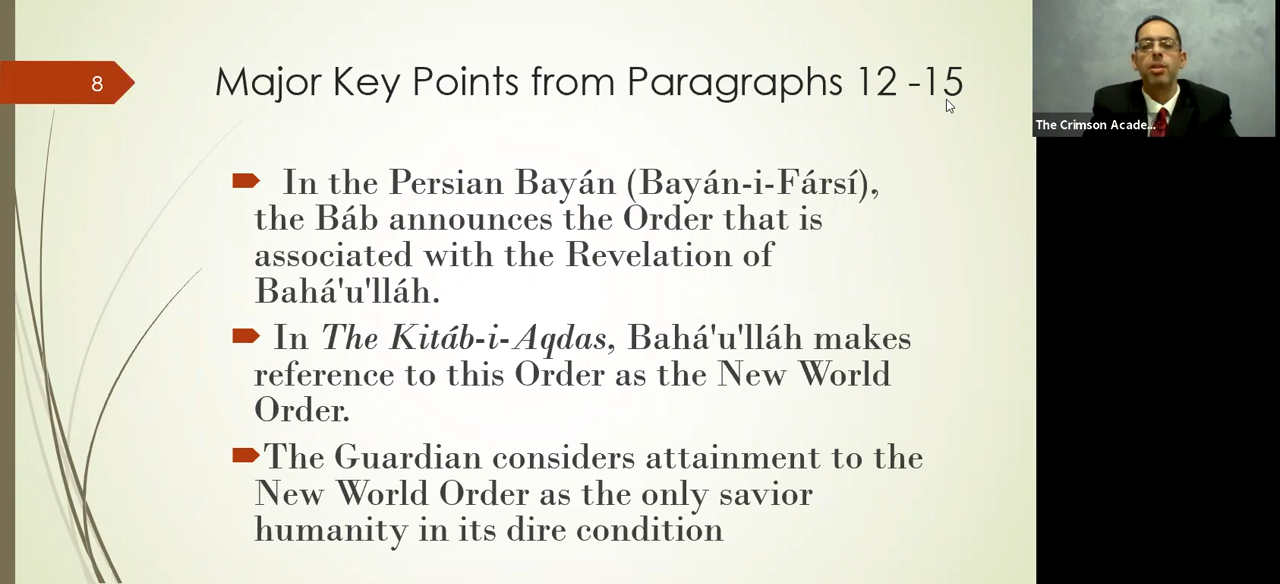 8
Major Key Points from Paragraphs 12 -15
In the Persian Bayán (Bayán-i-Fársí),
the Báb announces the Order that is
associated with the Revelation of
Bahá'u'lláh.
In The Kitáb-i-Aqdas, Bahá'u'lláh makes
reference to this Order as the New World
Order.
The Guardian considers attainment to the
New World Order as the only savior
humanity in its dire condition
The Crimson Acade...